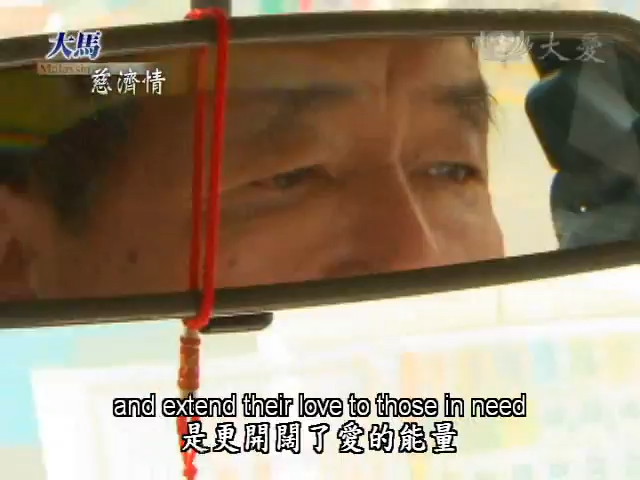 大馬
Malaysia
慈濟情
大愛
and extend their love to those in need
是更開闊了愛的能量